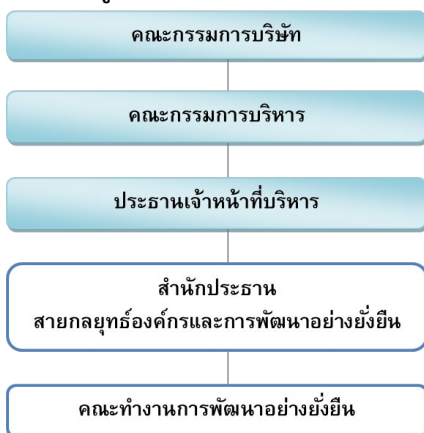 คณะกรรมการบริษัท
คณะกรรมการบริหาร
ประธานเจ้าหน้าที่บริหาร
สำนักประธาน
สายกลยุทธ์องค์กรและการพัฒนาอย่างยั่งยืน
คณะทำงานการพัฒนาอย่างยั่งยืน